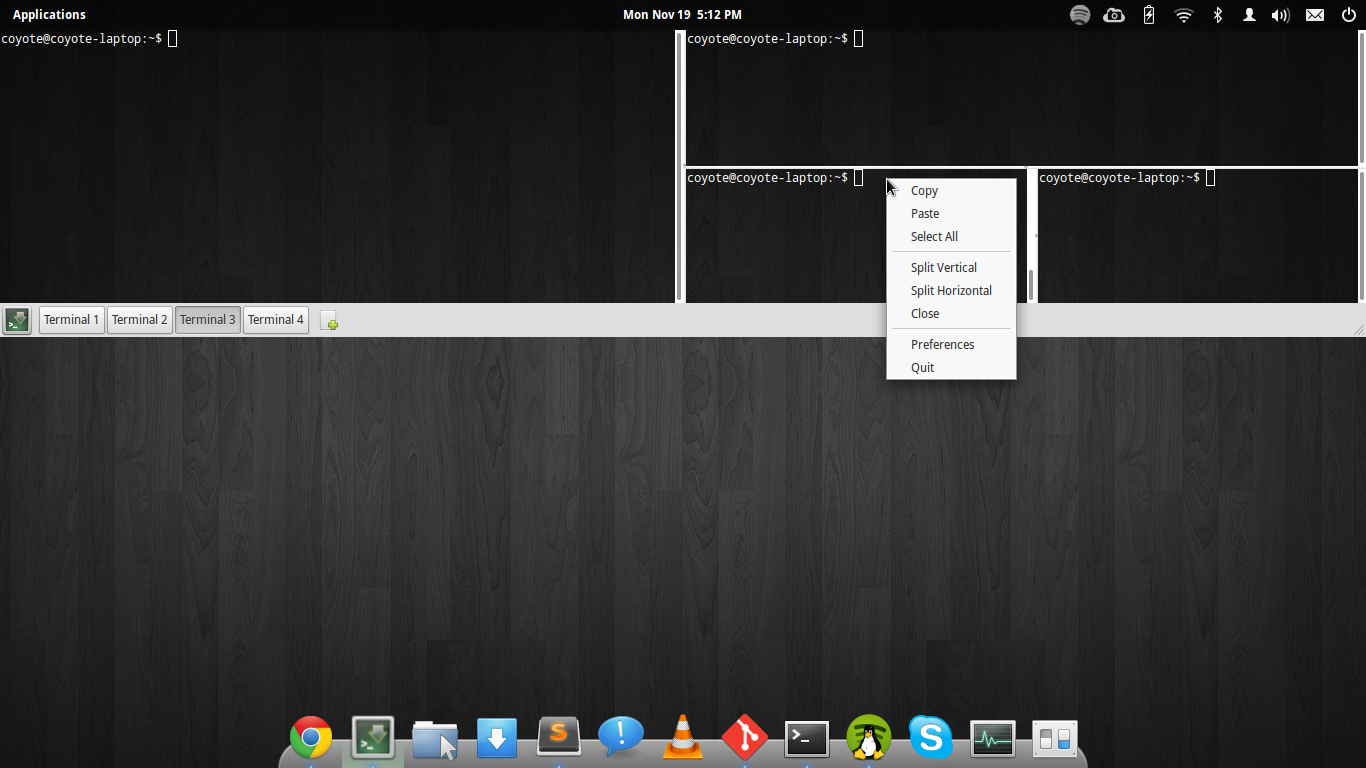 Applications
Mon Nov 19 5:12 PM
coyote@coyote-laptop:~$
coyote@coyote-laptop:~$
coyote@coyote-laptop:~$
coyote@coyote-laptop:~$
Copy
Paste
Select All
Split Vertical
Split Horizontal
Close
Preferences
Quit
Terminal 1
Terminal 2
Terminal 3
Terminal 4